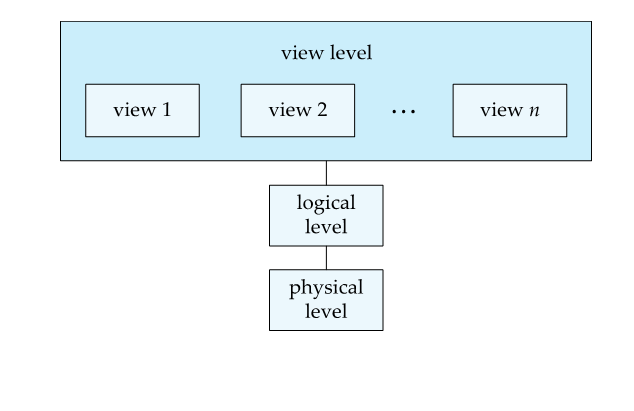 view level
view 1
view 2
...
view n
logical
level
physical
level